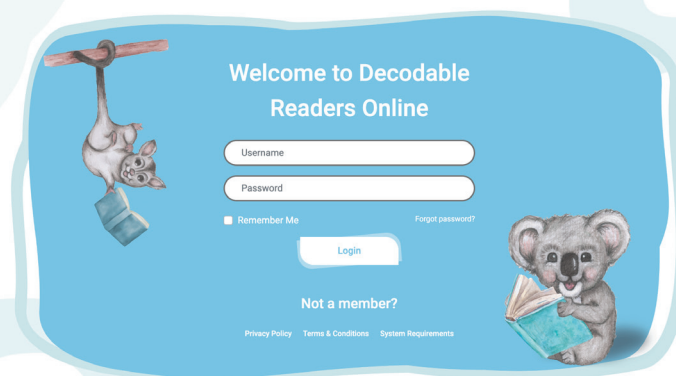 Welcome to Decodable
Readers Online
Username
Password
Remember Me
Forgot password?
Login
Not a member?
Privacy Policy Terms & Conditions System Requirements